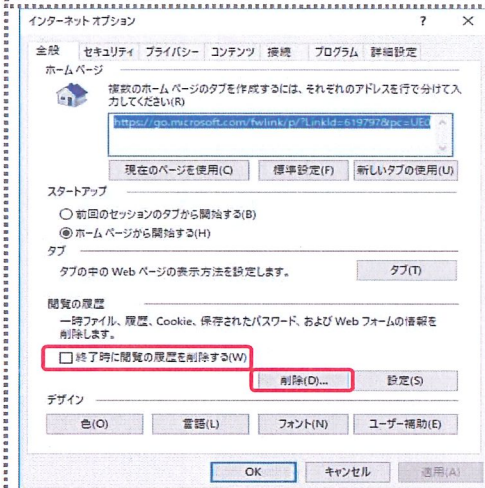 インターネット オプション ? ×
全般 セキュリティ プライバシー コンテンツ 接続 プログラム 詳細設定
ホーム ページ
複数のホーム ページのタブを作成するには、それぞれのアドレスを行で分けて入
力してください(R)
https://go.microsoft.com/fwlink/p/?LinkId=619797&pc=UE0
現在のページを使用(C) 標準設定(F) 新しいタブの使用(U)
スタートアップ
前回のセッションのタブから開始する(B)
ホーム ページから開始する(H)
タブ
タブの中の Web ページの表示方法を設定します。 タブ(T)
閲覧の履歴
一時ファイル、履歴、Cookie、保存されたパスワード、および Web フォームの情報を
削除します。
終了時に閲覧の履歴を削除する(W)
削除(D)... 設定(S)
デザイン
色(O) 言語(L) フォント(N) ユーザー補助(E)
OK キャンセル 適用(A)